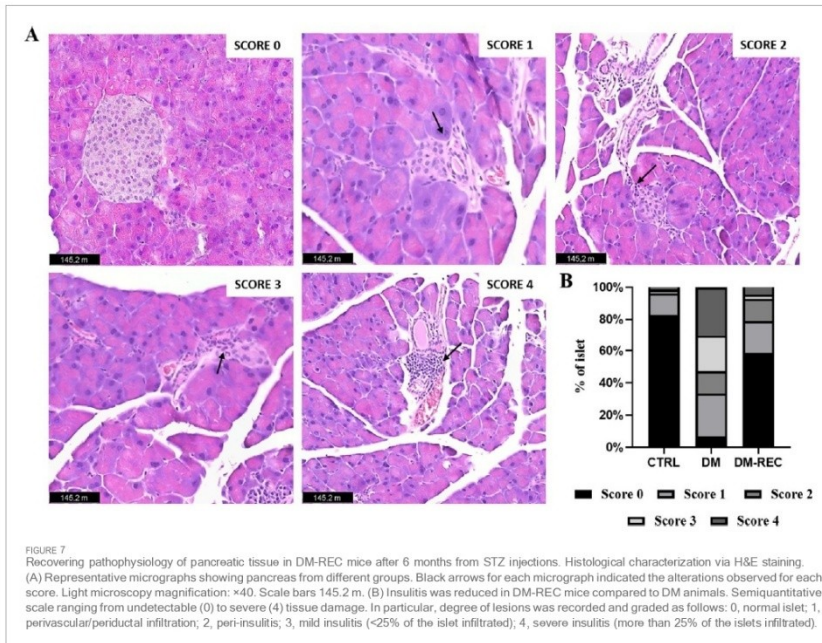 A
SCORE 0
SCORE 1
SCORE 2
145,2 m
145,2 m
145,2 m
SCORE 3
SCORE 4
145,2 m
145,2 m
B
100%
80%
60%
40%
20%
0%
% of islet
CTRL DM DM-REC
Score 0 Score 1 Score 2
Score 3 Score 4
FIGURE 7
Recovering pathophysiology of pancreatic tissue in DM-REC mice after 6 months from STZ injections. Histological characterization via H&E staining.
(A) Representative micrographs showing pancreas from different groups. Black arrows for each micrograph indicated the alterations observed for each
score. Light microscopy magnification: ×40. Scale bars 145.2 m. (B) Insulitis was reduced in DM-REC mice compared to DM animals. Semiquantitative
scale ranging from undetectable (0) to severe (4) tissue damage. In particular, degree of lesions was recorded and graded as follows: 0, normal islet; 1,
perivascular/periductal infiltration; 2, peri-insulitis; 3, mild insulitis (<25% of the islet infiltrated); 4, severe insulitis (more than 25% of the islets infiltrated).